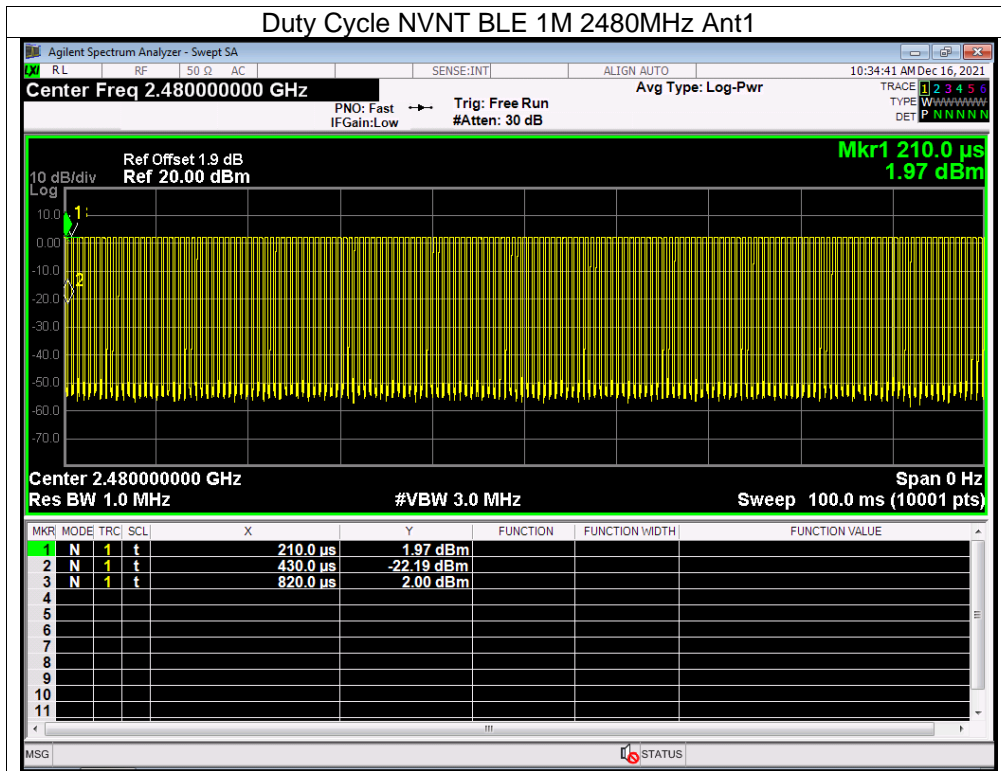 Duty Cycle NVNT BLE 1M 2480MHz Ant1
Agilent Spectrum Analyzer - Swept SA
LXI RL RF 50 Ω AC SENSE:INT ALIGN AUTO 10:34:41 AM Dec 16, 2021
Center Freq 2.480000000 GHz Avg Type: Log-Pwr TRACE 1 2 3 4 5 6
PNO: Fast Trig: Free Run TYPE WWWWWW
IFGain:Low #Atten: 30 dB DET P N N N N N
Mkr1 210.0 µs
Ref Offset 1.9 dB
10 dB/div Ref 20.00 dBm 1.97 dBm
Log
10.0
1
0.00
-10.0
2
-20.0
-30.0
-40.0
-50.0
-60.0
-70.0
Center 2.480000000 GHz Span 0 Hz
Res BW 1.0 MHz #VBW 3.0 MHz Sweep 100.0 ms (10001 pts)
MKR MODE TRC SCL X Y FUNCTION FUNCTION WIDTH FUNCTION VALUE
1 N 1 t 210.0 µs 1.97 dBm
2 N 1 t 430.0 µs -22.19 dBm
3 N 1 t 820.0 µs 2.00 dBm
4
5
6
7
8
9
10
11
MSG STATUS